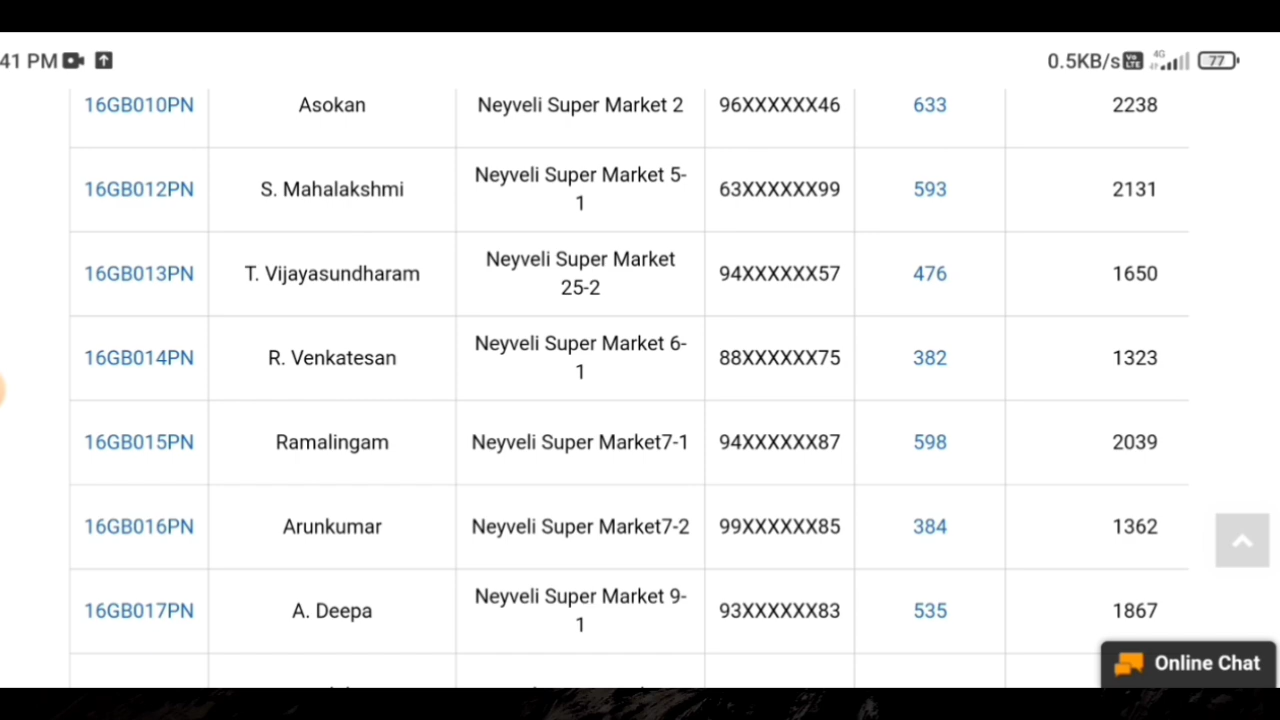 41 PM 0.5KB/s Vo LTE 4G 77
16GB010PN Asokan Neyveli Super Market 2 96XXXXXX46 633 2238
16GB012PN S. Mahalakshmi Neyveli Super Market 5-
1 63XXXXXX99 593 2131
16GB013PN T. Vijayasundharam Neyveli Super Market
25-2 94XXXXXX57 476 1650
16GB014PN R. Venkatesan Neyveli Super Market 6-
1 88XXXXXX75 382 1323
16GB015PN Ramalingam Neyveli Super Market7-1 94XXXXXX87 598 2039
16GB016PN Arunkumar Neyveli Super Market7-2 99XXXXXX85 384 1362
16GB017PN A. Deepa Neyveli Super Market 9-
1 93XXXXXX83 535 1867
Online Chat